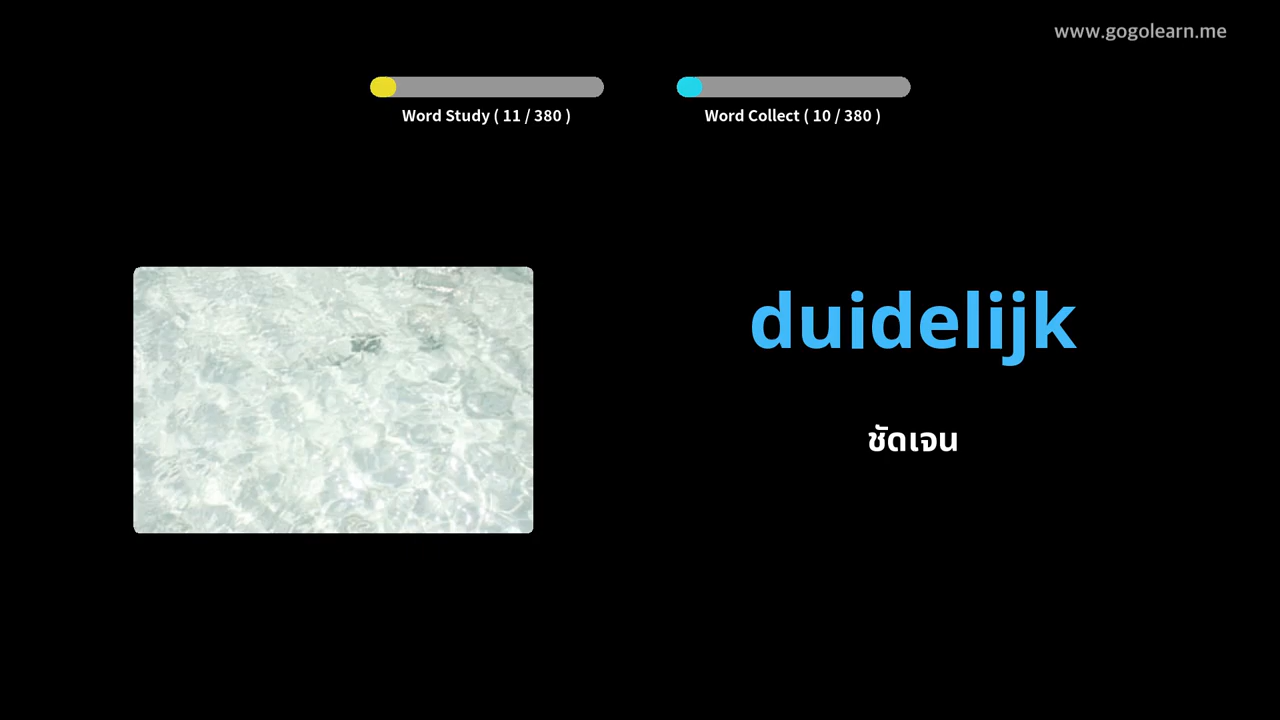 www.gogolearn.me
Word Study ( 11 / 380 )
Word Collect ( 10 / 380 )
duidelijk
ชัดเจน